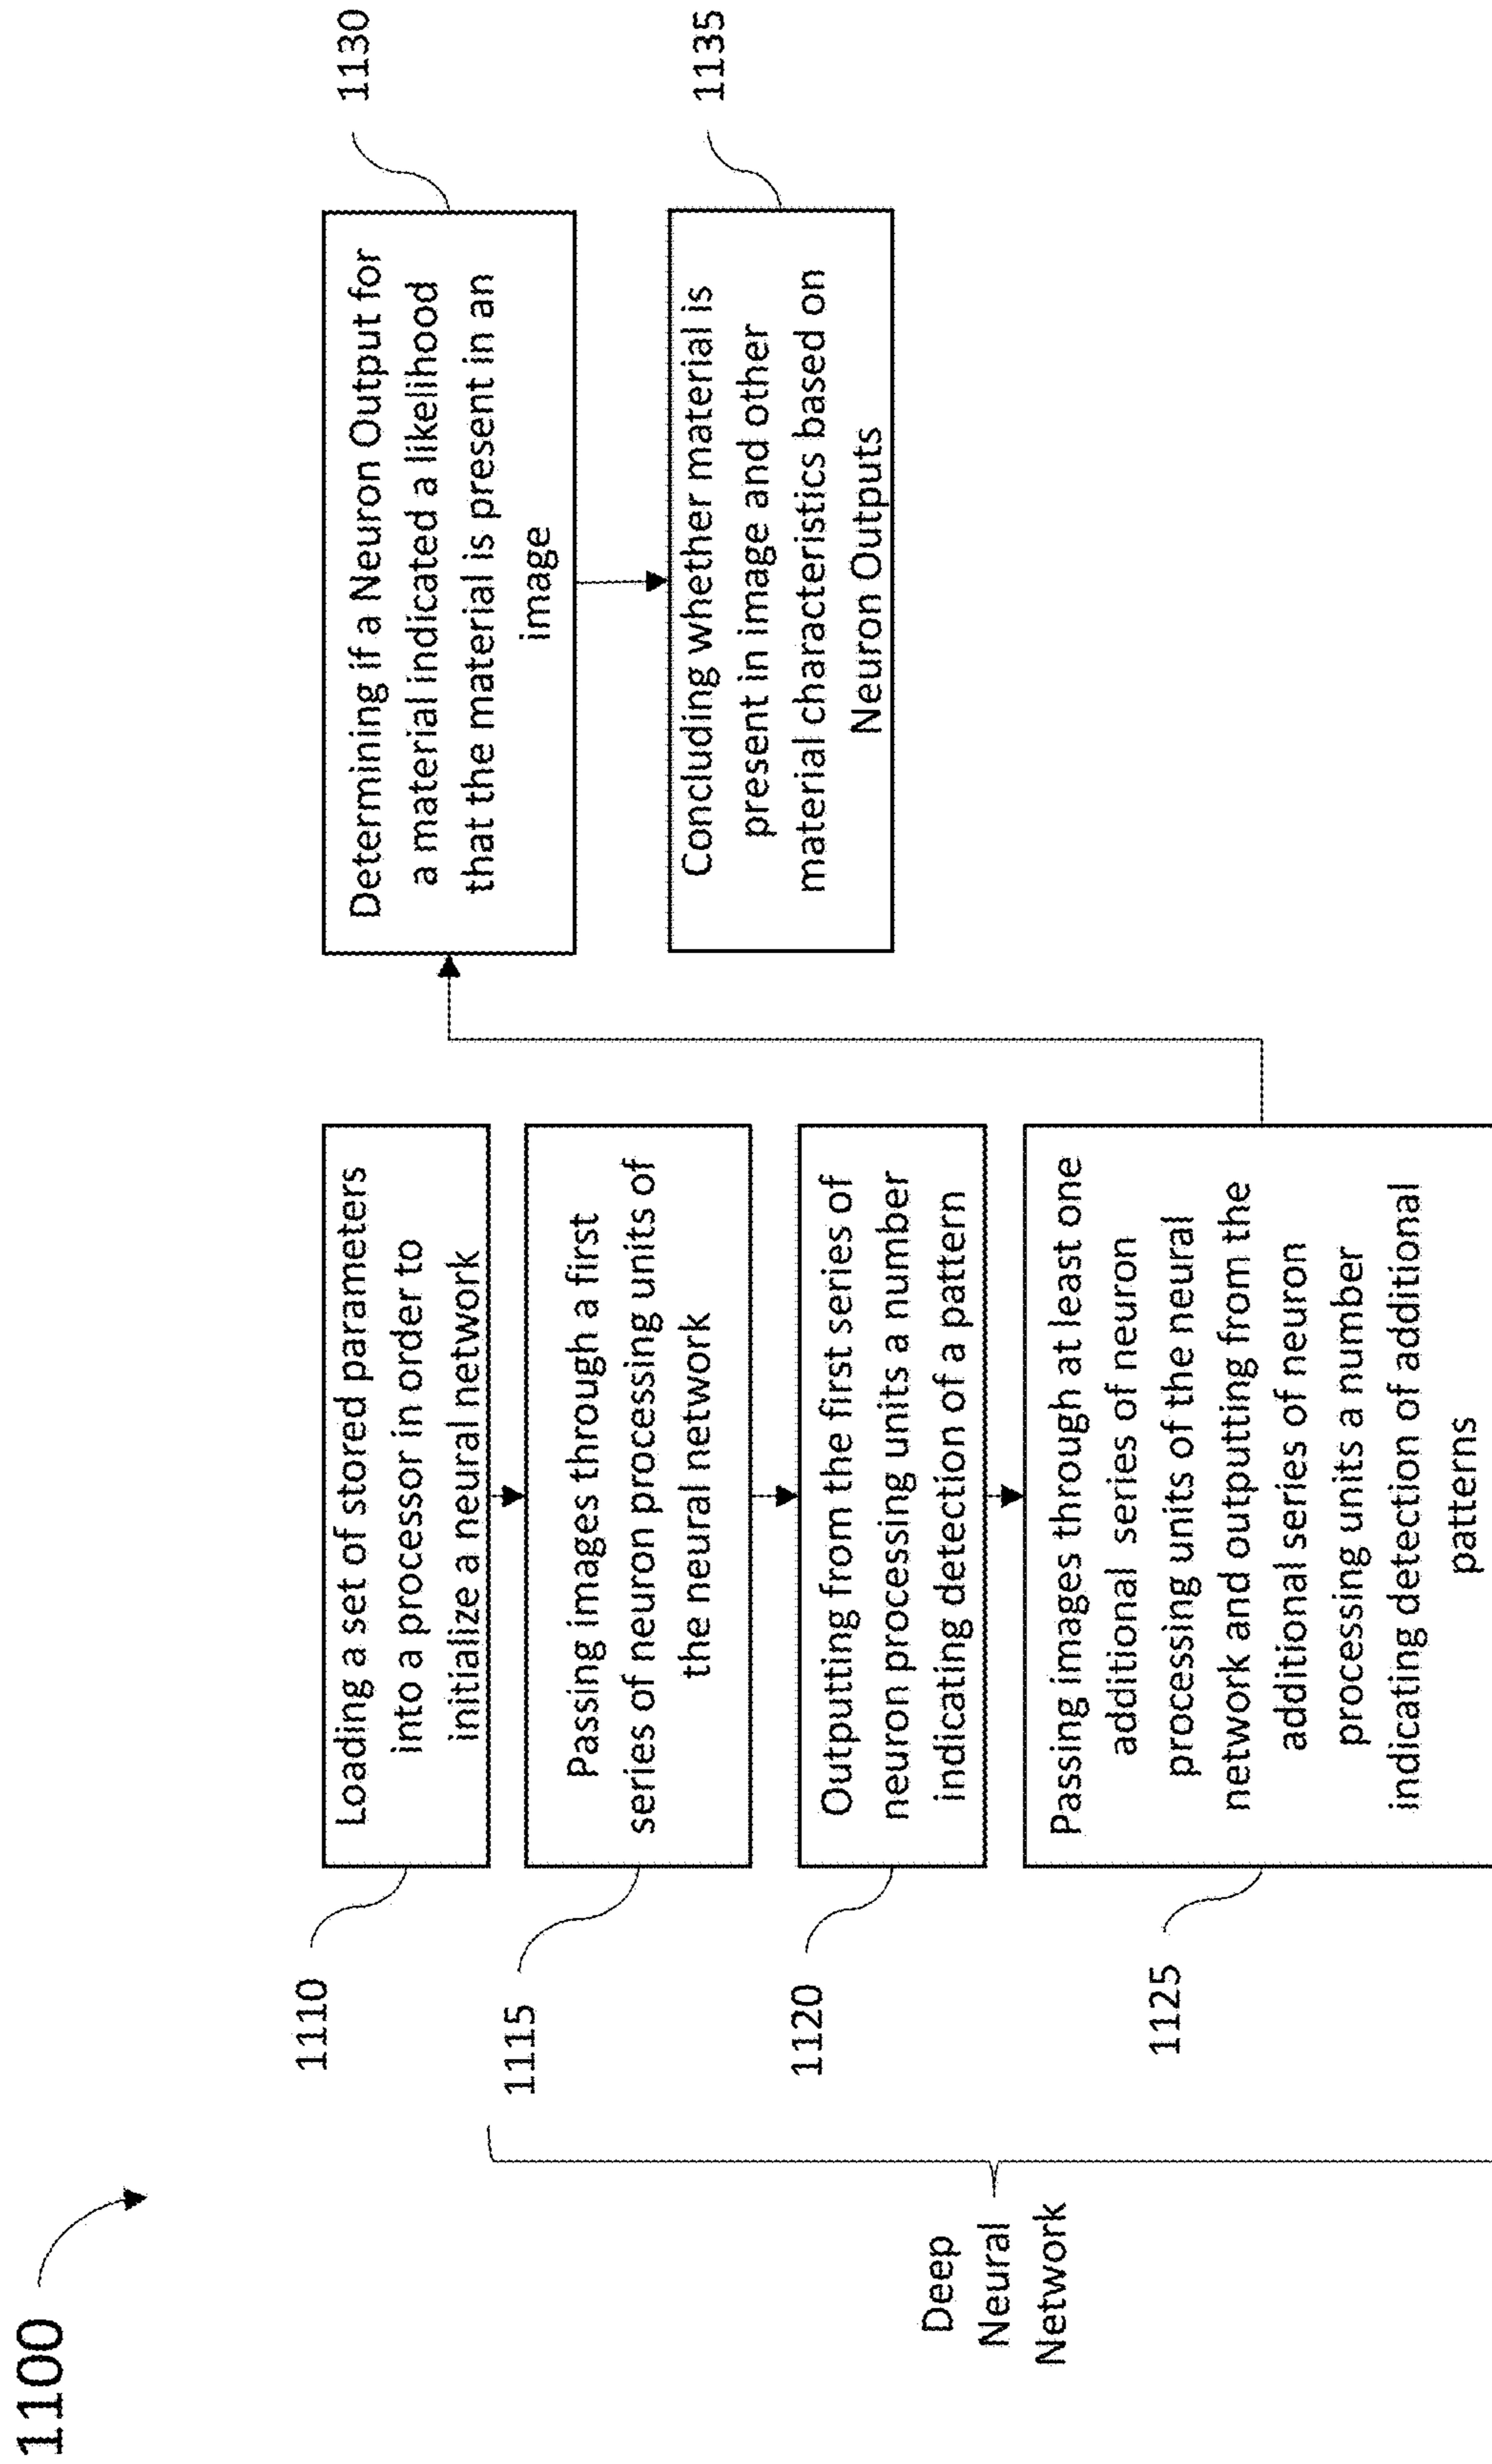 1100
1110
Loading a set of stored parameters
into a processor in order to
initialize a neural network
1115
Passing images through a first
series of neuron processing units of
the neural network
1120
Outputting from the first series of
neuron processing units a number
indicating detection of a pattern
1125
Passing images through at least one
additional series of neuron
processing units of the neural
network and outputting from the
additional series of neuron
processing units a number
indicating detection of additional
patterns
Deep
Neural
Network
1130
Determining if a Neuron Output for
a material indicated a likelihood
that the material is present in an
image
1135
Concluding whether material is
present in image and other
material characteristics based on
Neuron Outputs